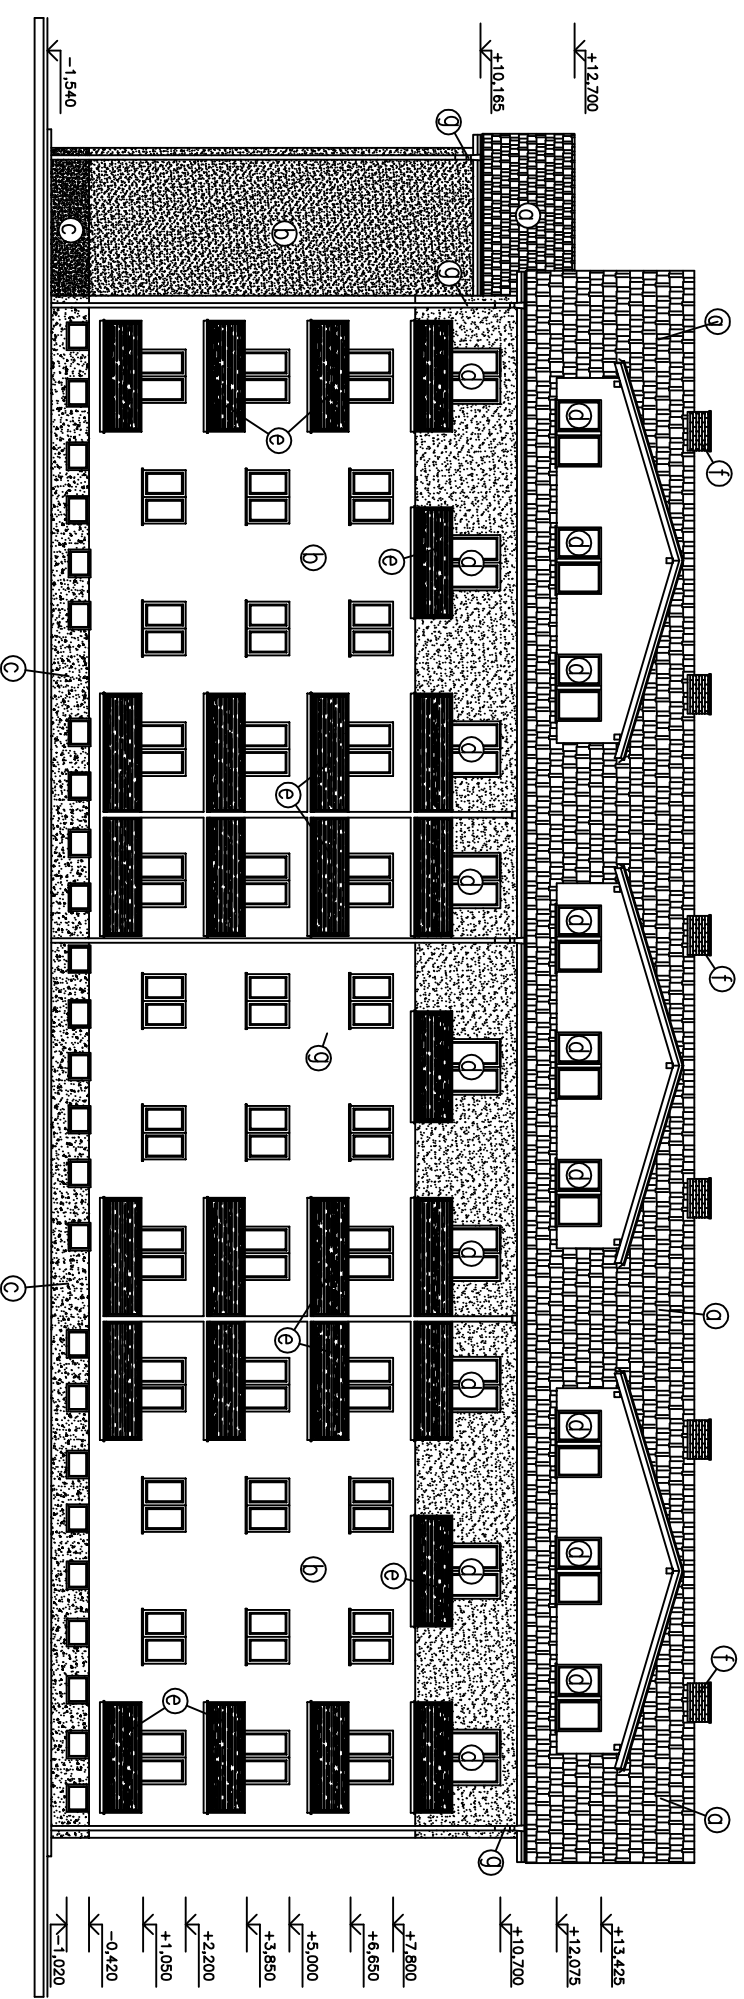 f f f
a a a
+13,425
+12,700
d d d d d d d d d
+12,075
a
+10,700
+10,165
g g g
d d d d d d d d d
+7,800
e e
+6,650
b g b
+5,000
b e e e
+3,850
+2,200
e
+1,050
-0,420
c
-1,020
-1,540
c c